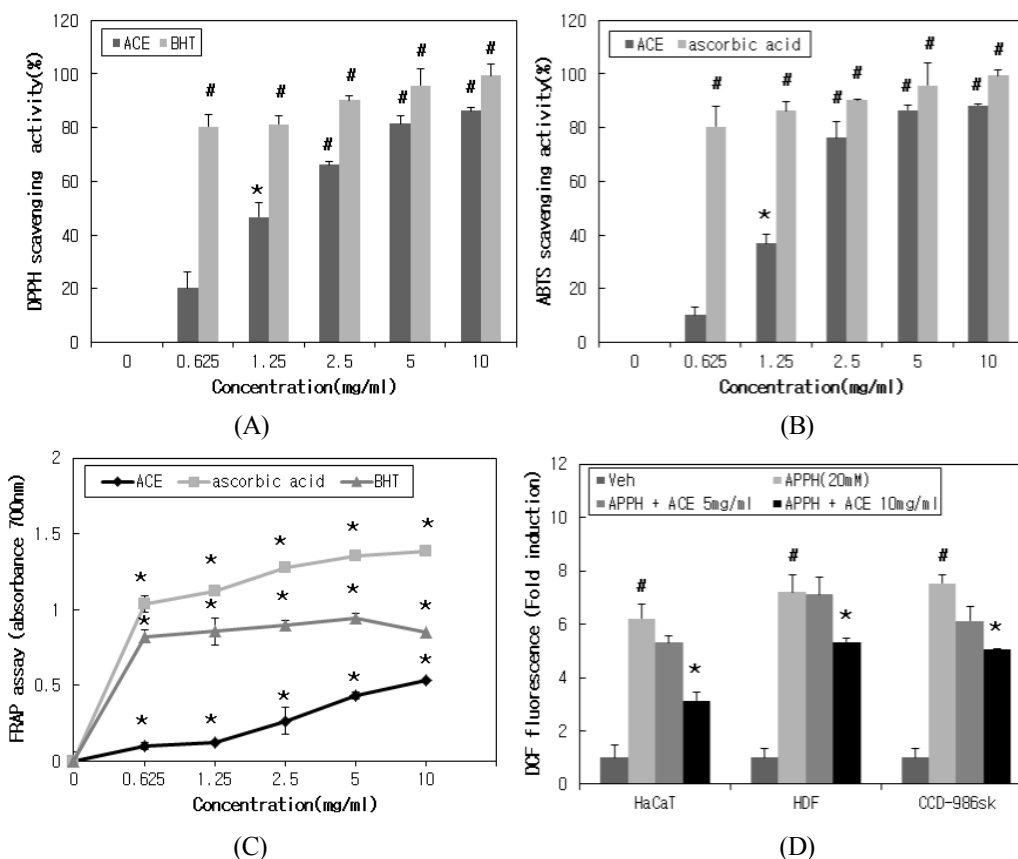 120
100
80
60
40
20
0
DPPH scavenging activity(%)
ACE BHT
# # # # #
* # # #
0 0.625 1.25 2.5 5 10
Concentration(mg/ml)
(A)
120
100
80
60
40
20
0
ABTS scavenging activity(%)
ACE ascorbic acid
# # # # #
* # # #
0 0.625 1.25 2.5 5 10
Concentration(mg/ml)
(B)
2
1.5
1
0.5
0
FRAP assay (absorbance 700nm)
ACE ascorbic acid BHT
* * * * *
* * * * *
* * * * *
0 0.625 1.25 2.5 5 10
Concentration(mg/ml)
(C)
12
10
8
6
4
2
0
DCF fluorescence (Fold induction)
Veh APPH(20mM)
APPH + ACE 5mg/ml APPH + ACE 10mg/ml
# # #
* * *
HaCaT HDF CCD-986sk
(D)